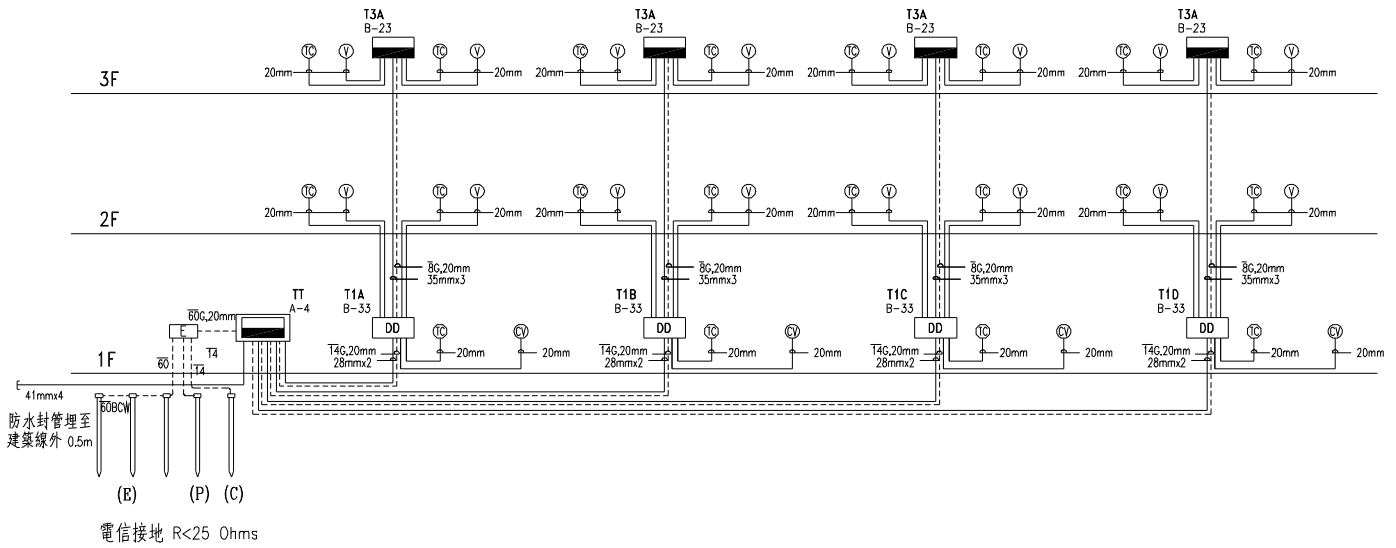 T3A T3A T3A T3A
B-23 B-23 B-23 B-23
TC V TC V TC V TC V TC V TC V TC V TC V
20mm 20mm 20mm 20mm 20mm 20mm 20mm 20mm
3F
TC V TC V TC V TC V TC V TC V TC V TC V
20mm 20mm 20mm 20mm 20mm 20mm 20mm 20mm
2F
8G,20mm 8G,20mm 8G,20mm 8G,20mm
35mmx3 35mmx3 35mmx3 35mmx3
TT T1A T1B T1C T1D
A-4 B-33 B-33 B-33 B-33
60G,20mm
E DD TC CV DD TC CV DD TC CV DD TC CV
14G,20mm 20mm 20mm 14G,20mm 20mm 20mm 14G,20mm 20mm 20mm 14G,20mm 20mm 20mm
28mmx2 28mmx2 28mmx2 28mmx2
1F 60 14
14
41mmx4
60BCW
防水封管埋至
建築線外 0.5m
(E) (P) (C)
電信接地 R<25 Ohms